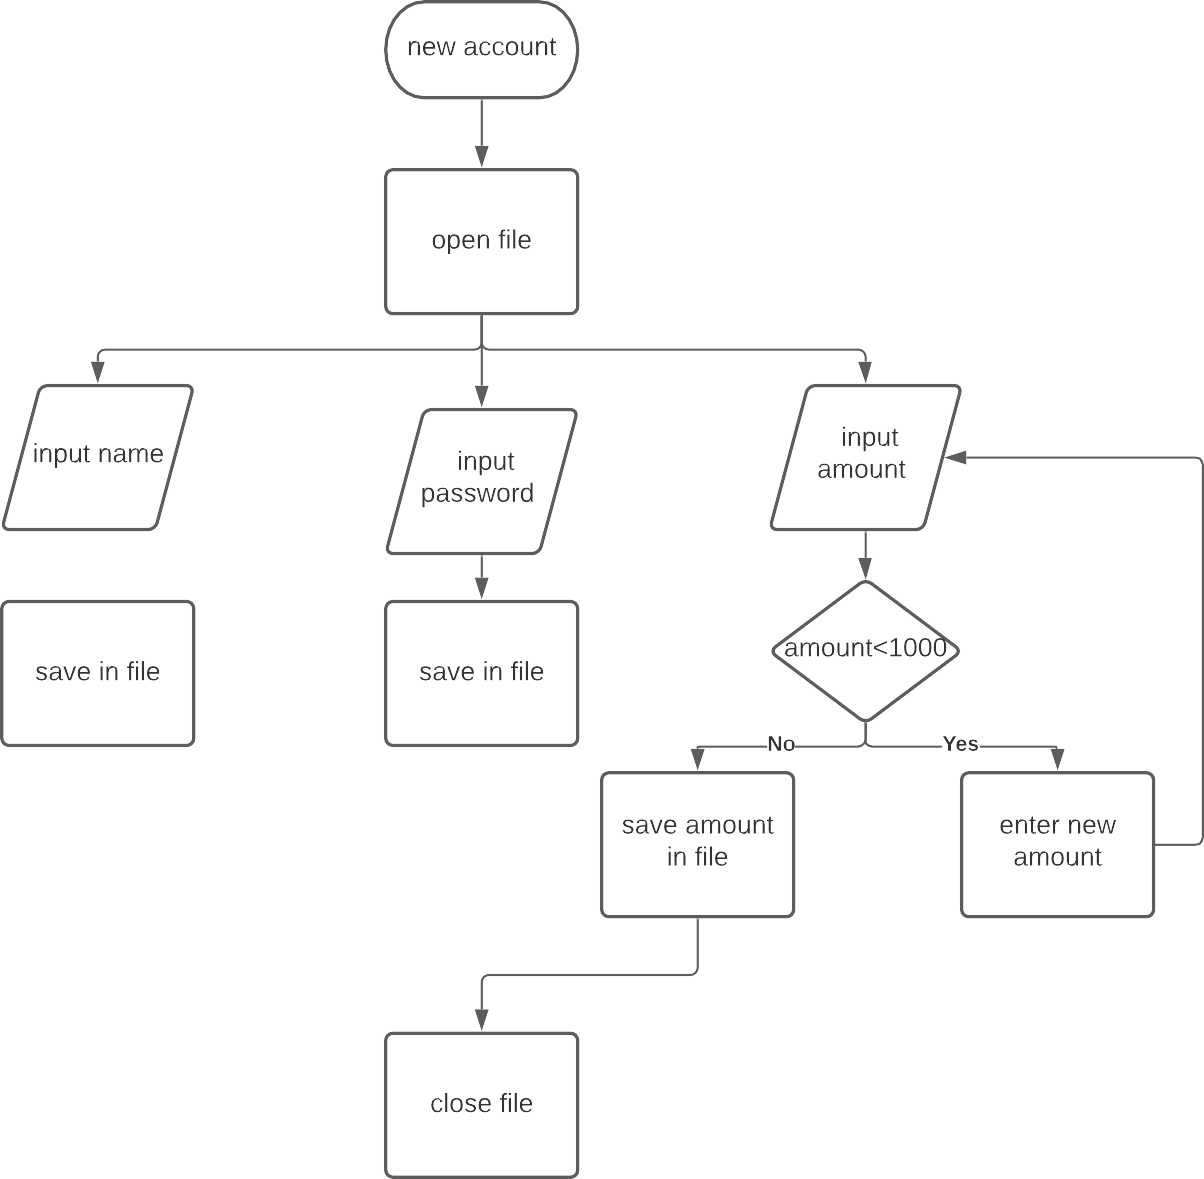 new account
open file
input name
input
password
input
amount
save in file
save in file
amount<1000
No
Yes
save amount
in file
enter new
amount
close file